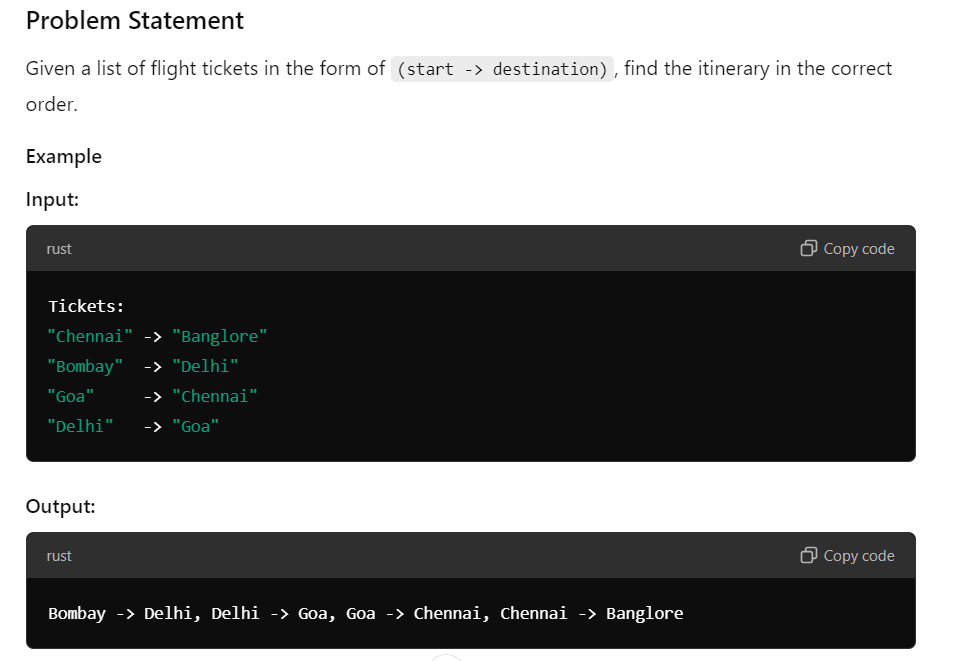 Problem Statement
Given a list of flight tickets in the form of (start -> destination), find the itinerary in the correct
order.
Example
Input:
rust Copy code
Tickets:
"Chennai" -> "Banglore"
"Bombay" -> "Delhi"
"Goa" -> "Chennai"
"Delhi" -> "Goa"
Output:
rust Copy code
Bombay -> Delhi, Delhi -> Goa, Goa -> Chennai, Chennai -> Banglore